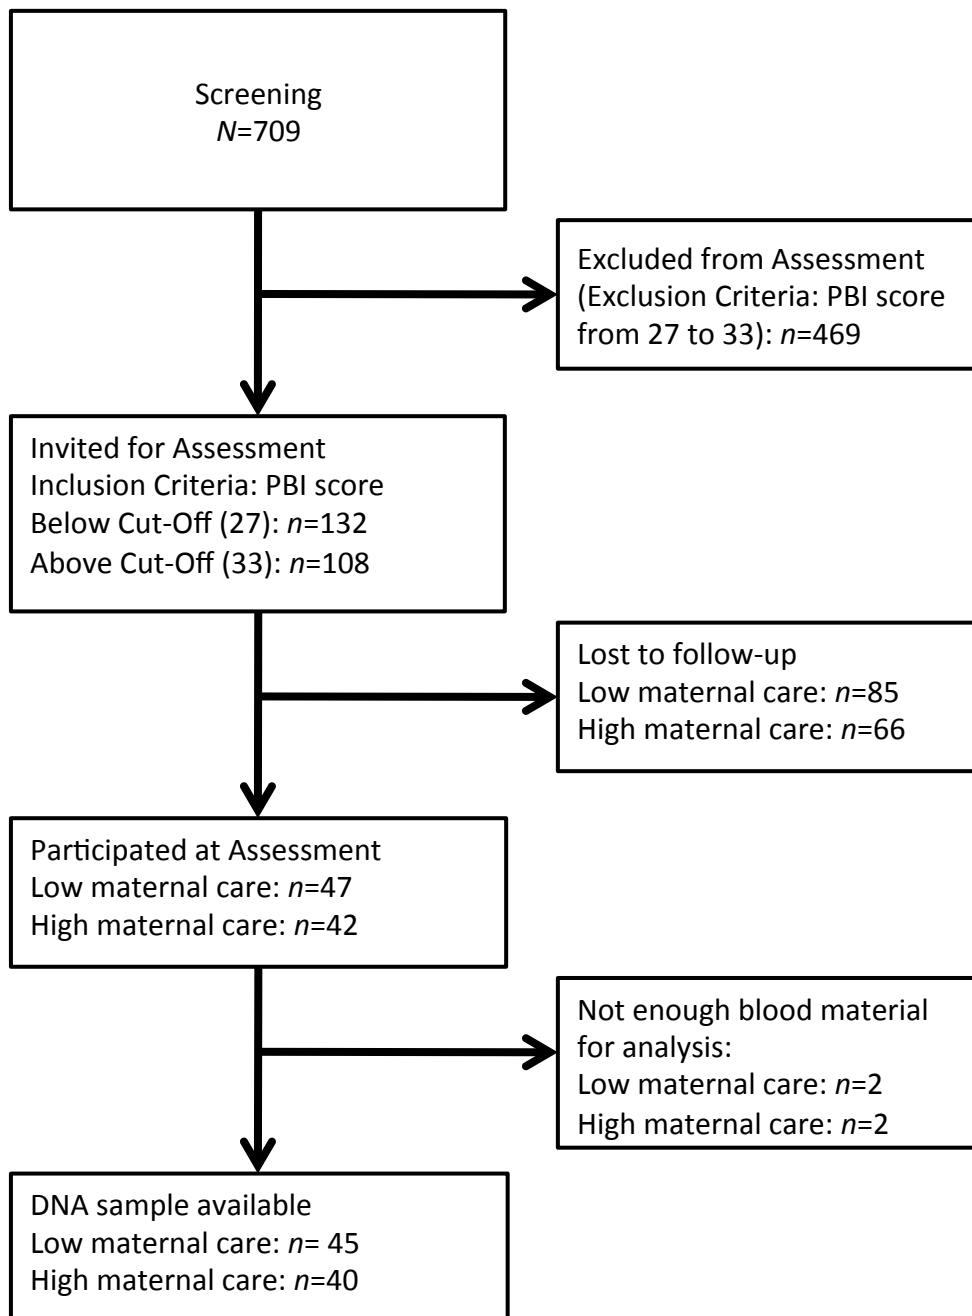 Screening
N=709
Excluded from Assessment
(Exclusion Criteria: PBI score
from 27 to 33): n=469
Invited for Assessment
Inclusion Criteria: PBI score
Below Cut-Off (27): n=132
Above Cut-Off (33): n=108
Lost to follow-up
Low maternal care: n=85
High maternal care: n=66
Participated at Assessment
Low maternal care: n=47
High maternal care: n=42
Not enough blood material
for analysis:
Low maternal care: n=2
High maternal care: n=2
DNA sample available
Low maternal care: n= 45
High maternal care: n=40